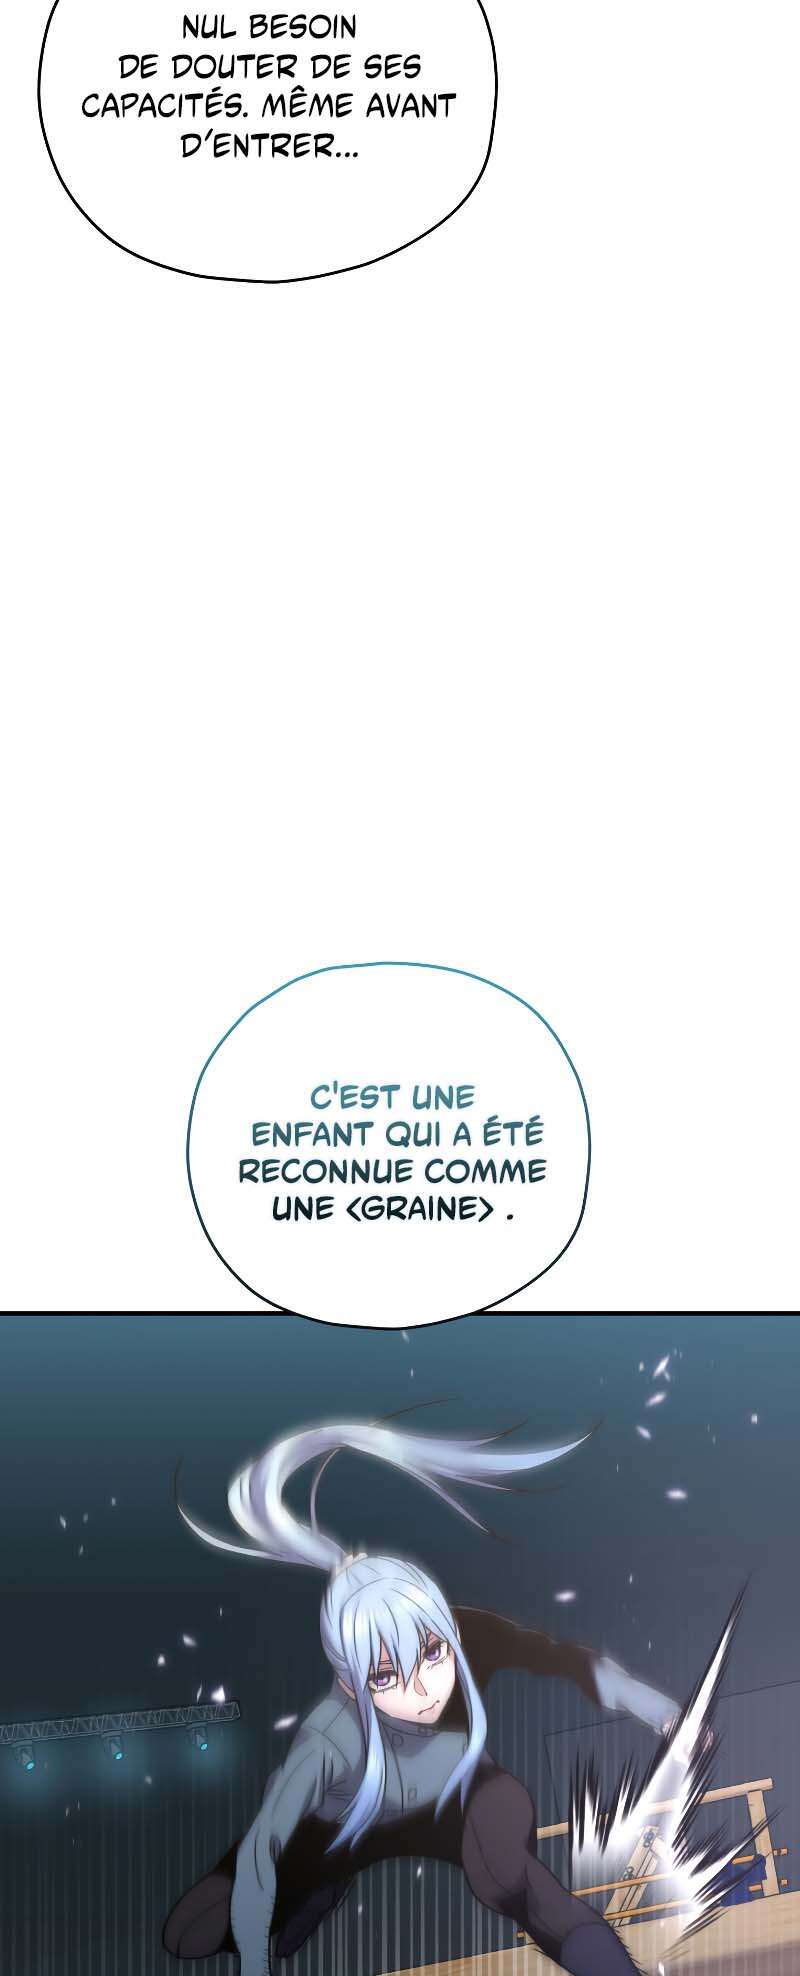 NUL BESOIN
DE DOUTER DE SES
CAPACITÉS. MÊME AVANT
D'ENTRER...
C'EST UNE
ENFANT QUI A ÉTÉ
RECONNUE COMME
UNE <GRAINE> .